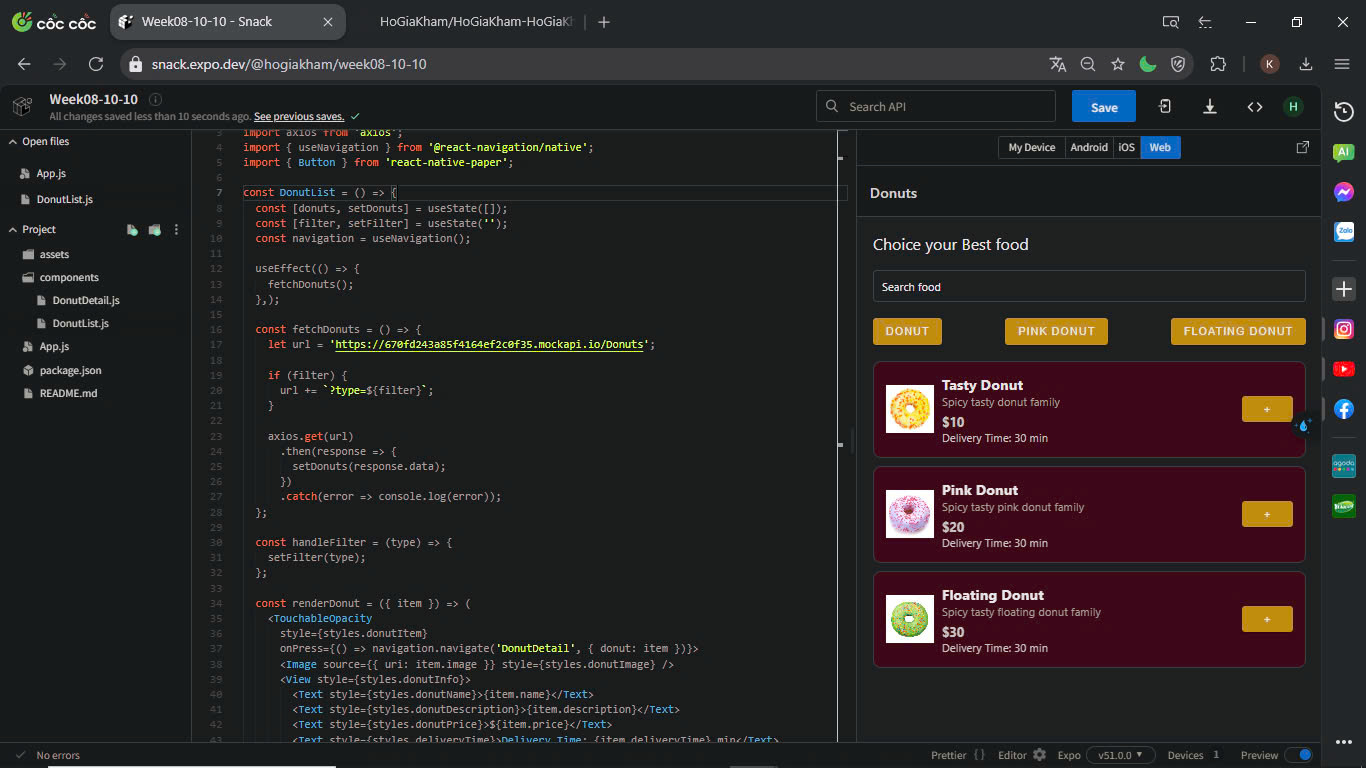 cốc cốc
Week08-10-10 - Snack
HoGiaKham/HoGiaKham-HoGiaKh
snack.expo.dev/@hogiakham/week08-10-10
K
Week08-10-10
All changes saved less than 10 seconds ago. See previous saves.
Search API
Save
H
Open files
App.js
DonutList.js
Project
assets
components
DonutDetail.js
DonutList.js
App.js
package.json
README.md
3 import axios from 'axios';
4 import { useNavigation } from '@react-navigation/native';
5 import { Button } from 'react-native-paper';
6
7 const DonutList = () => {
8 const [donuts, setDonuts] = useState([]);
9 const [filter, setFilter] = useState('');
10 const navigation = useNavigation();
11
12 useEffect(() => {
13 fetchDonuts();
14 },);
15
16 const fetchDonuts = () => {
17 let url = 'https://670fd243a85f4164ef2c0f35.mockapi.io/Donuts';
18
19 if (filter) {
20 url += `?type=${filter}`;
21 }
22
23 axios.get(url)
24 .then(response => {
25 setDonuts(response.data);
26 })
27 .catch(error => console.log(error));
28 };
29
30 const handleFilter = (type) => {
31 setFilter(type);
32 };
33
34 const renderDonut = ({ item }) => (
35 <TouchableOpacity
36 style={styles.donutItem}
37 onPress={() => navigation.navigate('DonutDetail', { donut: item })}>
38 <Image source={{ uri: item.image }} style={styles.donutImage} />
39 <View style={styles.donutInfo}>
40 <Text style={styles.donutName}>{item.name}</Text>
41 <Text style={styles.donutDescription}>{item.description}</Text>
42 <Text style={styles.donutPrice}>${item.price}</Text>
43 <Text style={styles.deliveryTime}>Delivery Time: {item.deliveryTime} min</Text>
My Device
Android
iOS
Web
Donuts
Choice your Best food
Search food
DONUT
PINK DONUT
FLOATING DONUT
Tasty Donut
Spicy tasty donut family
$10
Delivery Time: 30 min
+
Pink Donut
Spicy tasty pink donut family
$20
Delivery Time: 30 min
+
Floating Donut
Spicy tasty floating donut family
$30
Delivery Time: 30 min
+
AI
Zalo
agoda
No errors
Prettier { }
Editor
Expo
v51.0.0
Devices 1
Preview